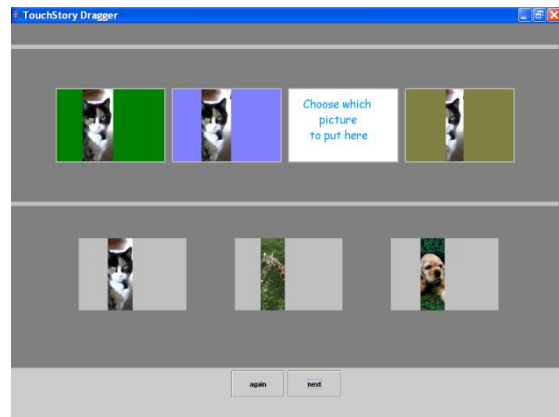 TouchStory Dragger
Choose which
picture
to put here
again
next